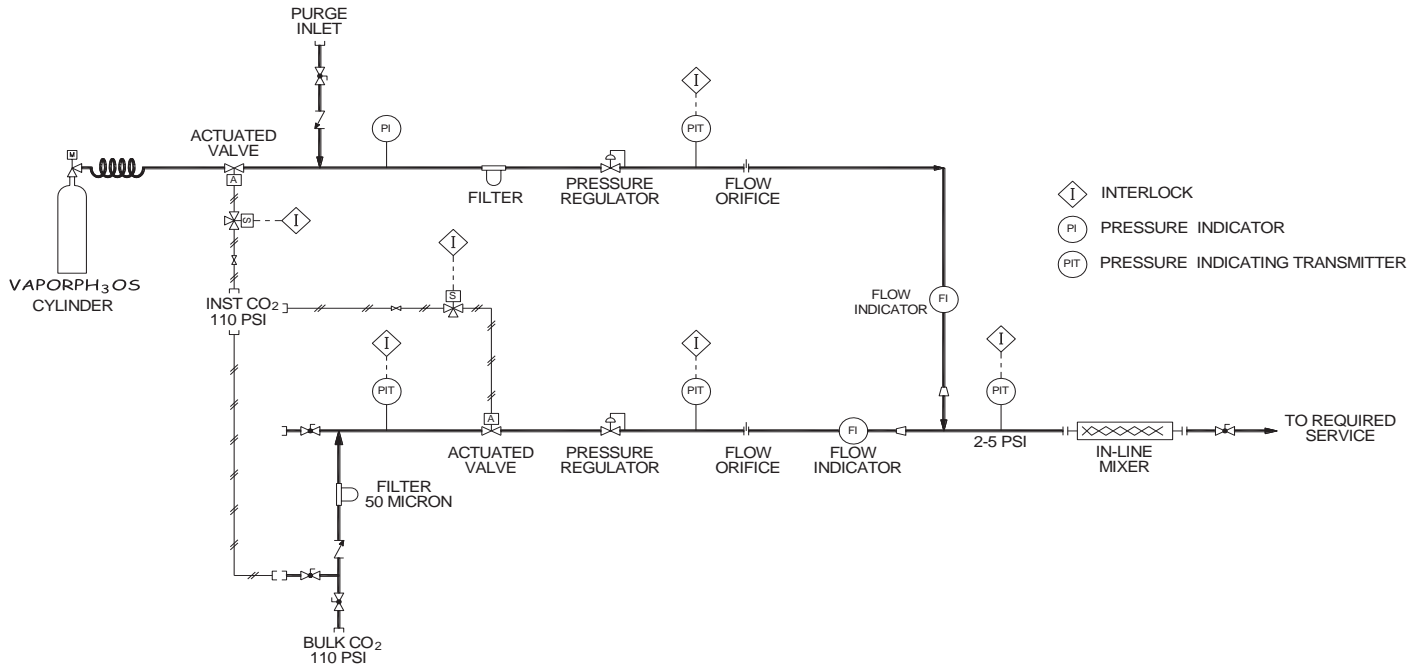 PURGE
INLET
I
ACTUATED
VALVE
PI
PIT
M
A
FILTER
PRESSURE
REGULATOR
FLOW
ORIFICE
I
INTERLOCK
S
I
PI
PRESSURE INDICATOR
I
PIT
PRESSURE INDICATING TRANSMITTER
VAPORPH₃OS
CYLINDER
INST CO₂
110 PSI
S
FLOW
INDICATOR
FI
I
I
I
PIT
PIT
PIT
A
FI
ACTUATED
VALVE
PRESSURE
REGULATOR
FLOW
ORIFICE
FLOW
INDICATOR
2-5 PSI
IN-LINE
MIXER
TO REQUIRED
SERVICE
FILTER
50 MICRON
BULK CO₂
110 PSI